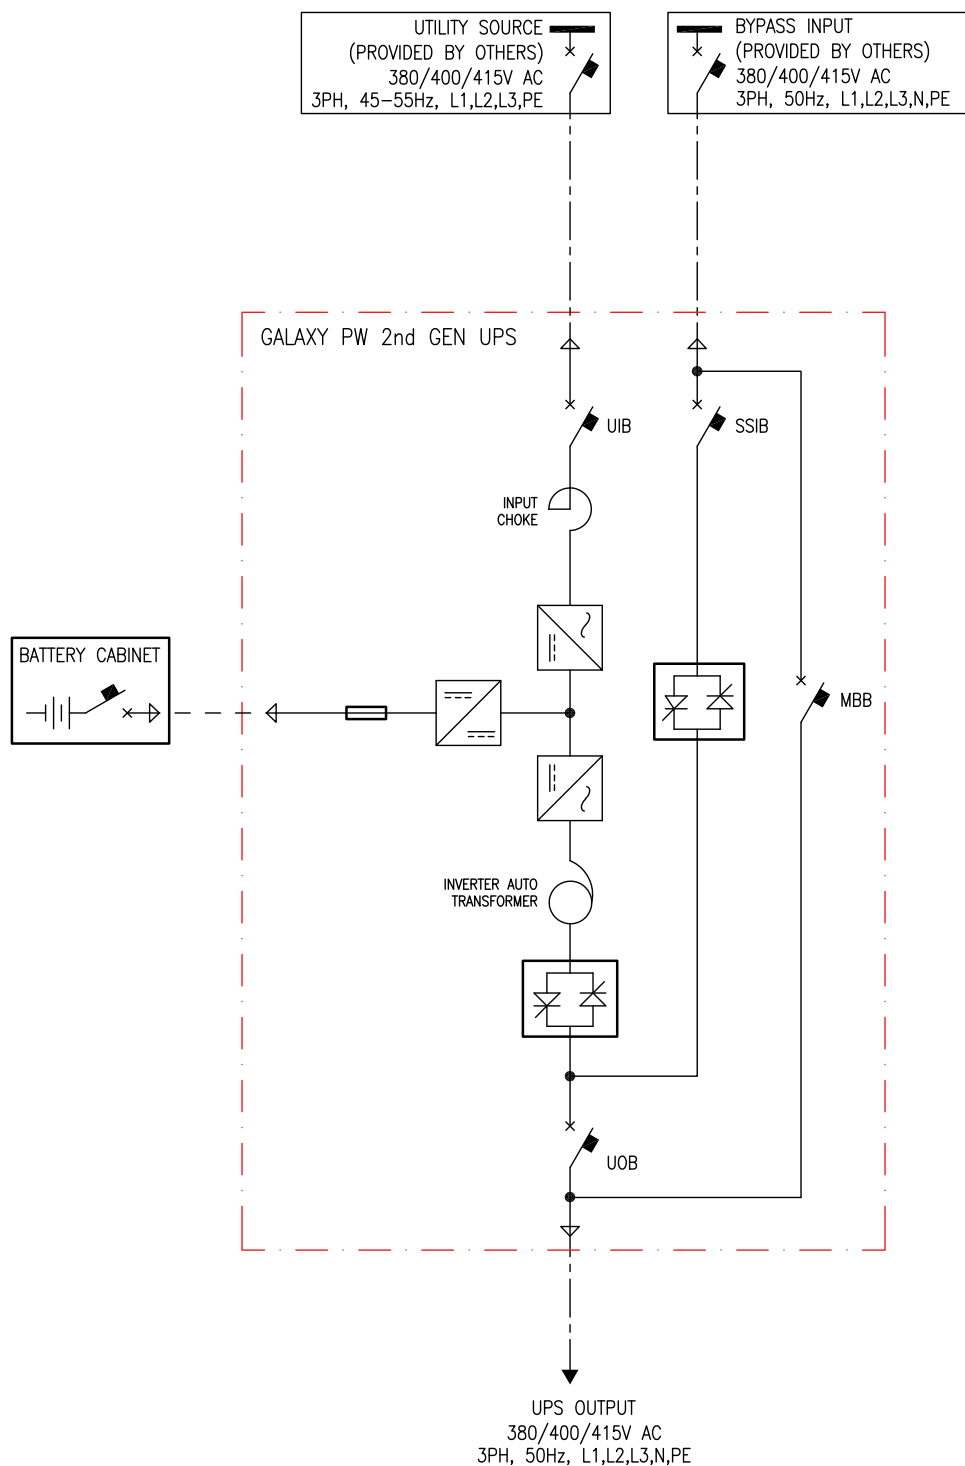 UTILITY SOURCE
(PROVIDED BY OTHERS)
380/400/415V AC
3PH, 45-55Hz, L1,L2,L3,PE
BYPASS INPUT
(PROVIDED BY OTHERS)
380/400/415V AC
3PH, 50Hz, L1,L2,L3,N,PE
GALAXY PW 2nd GEN UPS
UIB
SSIB
INPUT
CHOKE
BATTERY CABINET
MBB
INVERTER AUTO
TRANSFORMER
UOB
UPS OUTPUT
380/400/415V AC
3PH, 50Hz, L1,L2,L3,N,PE